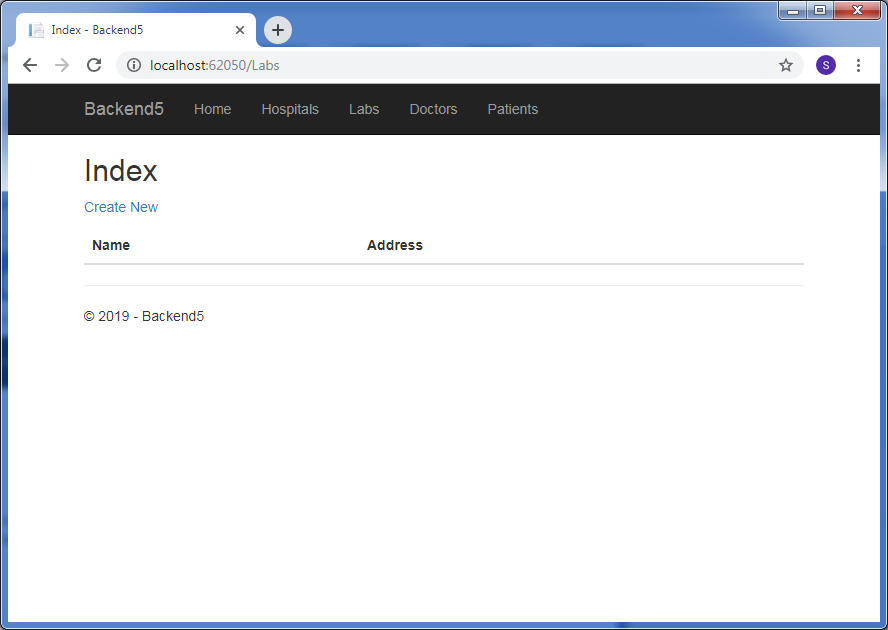 Index - Backend5
localhost:62050/Labs
S
Backend5 Home Hospitals Labs Doctors Patients
Index
Create New
Name Address
© 2019 - Backend5